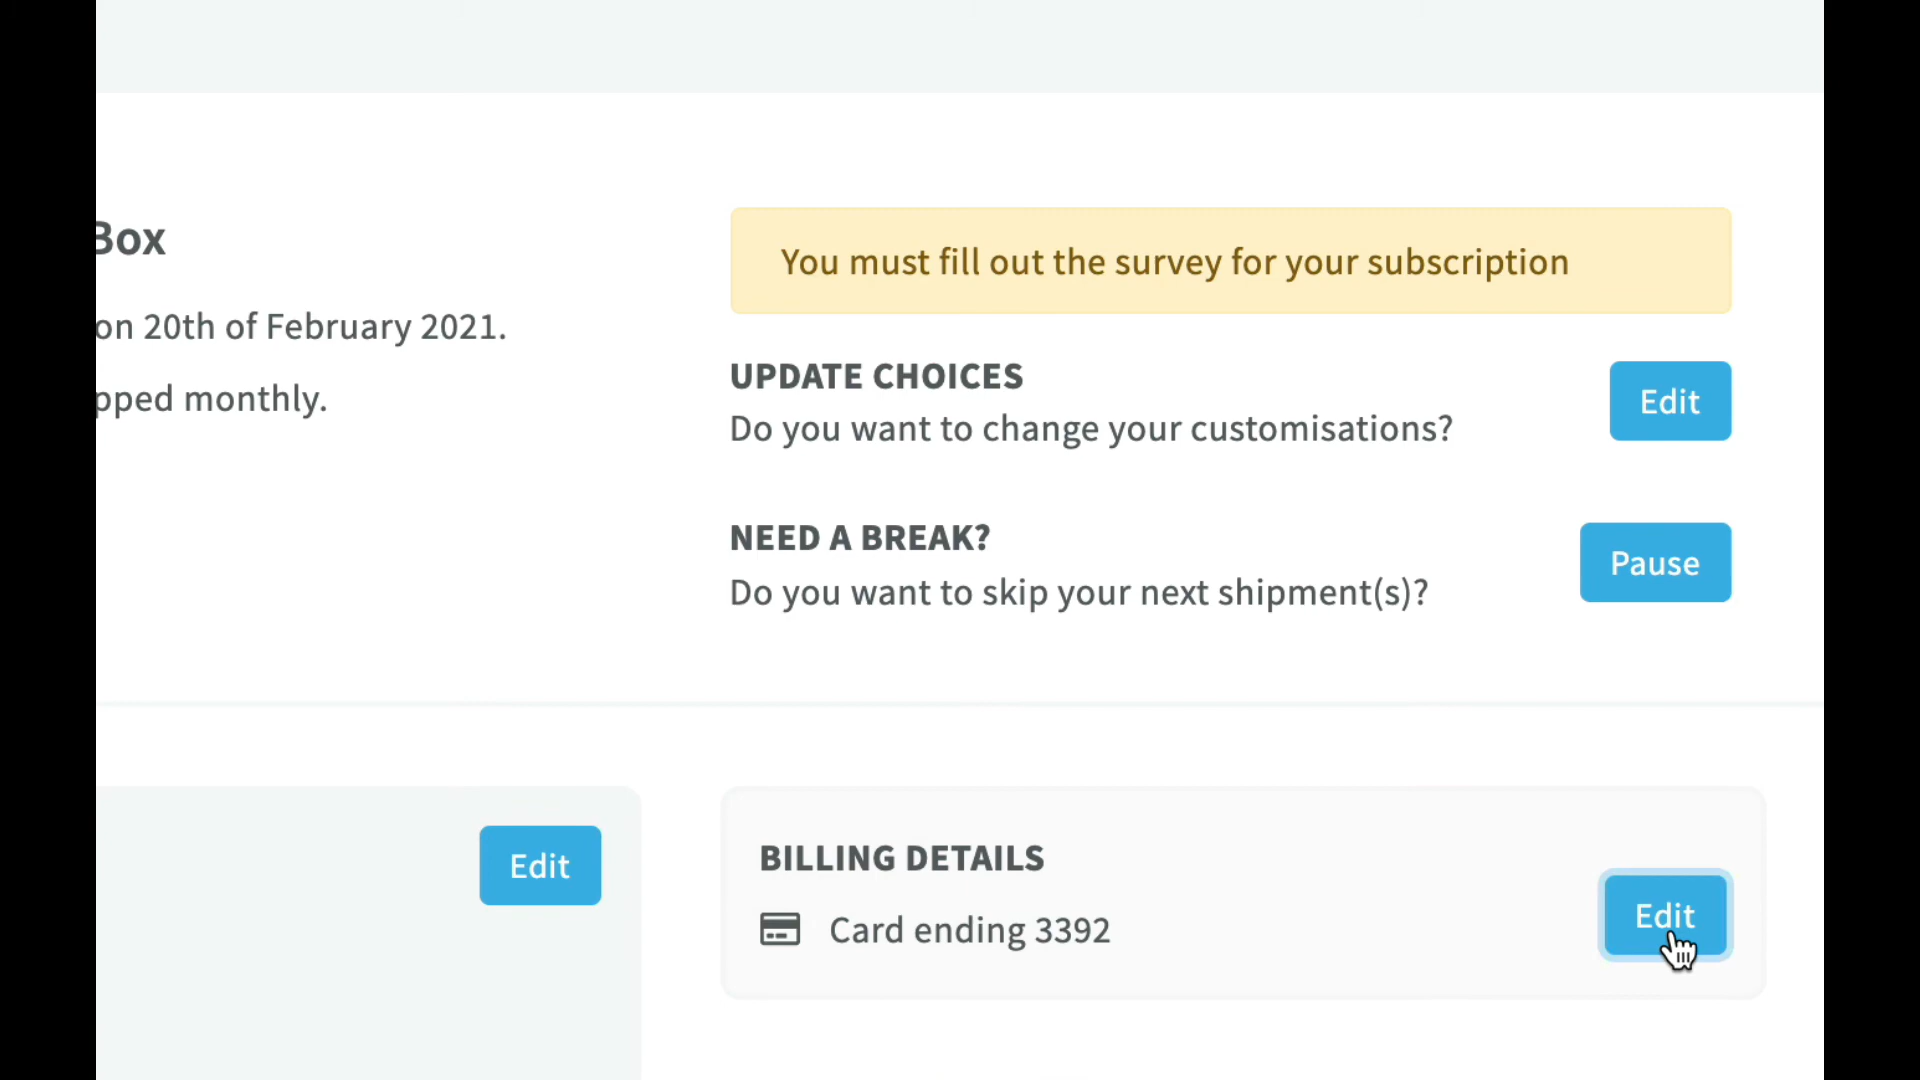 Box
on 20th of February 2021.
pped monthly.
You must fill out the survey for your subscription
UPDATE CHOICES
Do you want to change your customisations?
Edit
NEED A BREAK?
Do you want to skip your next shipment(s)?
Pause
Edit
BILLING DETAILS
Card ending 3392
Edit